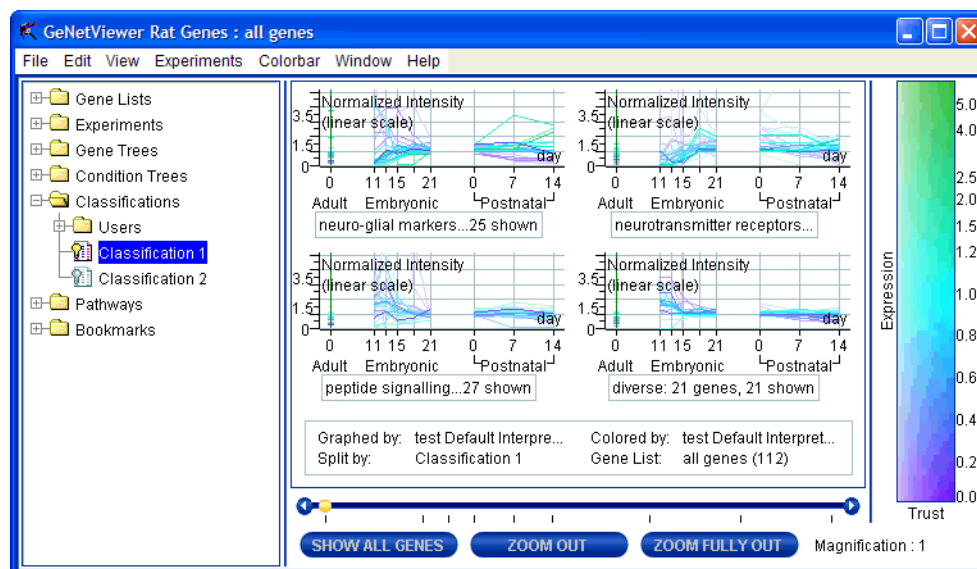 GeNetViewer Rat Genes : all genes
File Edit View Experiments Colorbar Window Help
Gene Lists
Experiments
Gene Trees
Condition Trees
Classifications
Users
Classification 1
Classification 2
Pathways
Bookmarks
Normalized Intensity
(linear scale)
3.5
1.5
0
day
0 11 15 21 0 7 14
Adult Embryonic Postnatal
neuro-glial markers...25 shown
Normalized Intensity
(linear scale)
3.5
1.5
0
day
0 11 15 21 0 7 14
Adult Embryonic Postnatal
neurotransmitter receptors...
Normalized Intensity
(linear scale)
1.5
0
day
0 11 15 21 0 7 14
Adult Embryonic Postnatal
peptide signalling...27 shown
Normalized Intensity
(linear scale)
1.5
0
day
0 11 15 21 0 7 14
Adult Embryonic Postnatal
diverse: 21 genes, 21 shown
Graphed by: test Default Interpre... Colored by: test Default Interpret...
Split by: Classification 1 Gene List: all genes (112)
SHOW ALL GENES ZOOM OUT ZOOM FULLY OUT Magnification : 1
Expression
5.0
4.0
2.5
2.0
1.5
1.2
1.0
0.8
0.6
0.4
0.2
0.0
Trust